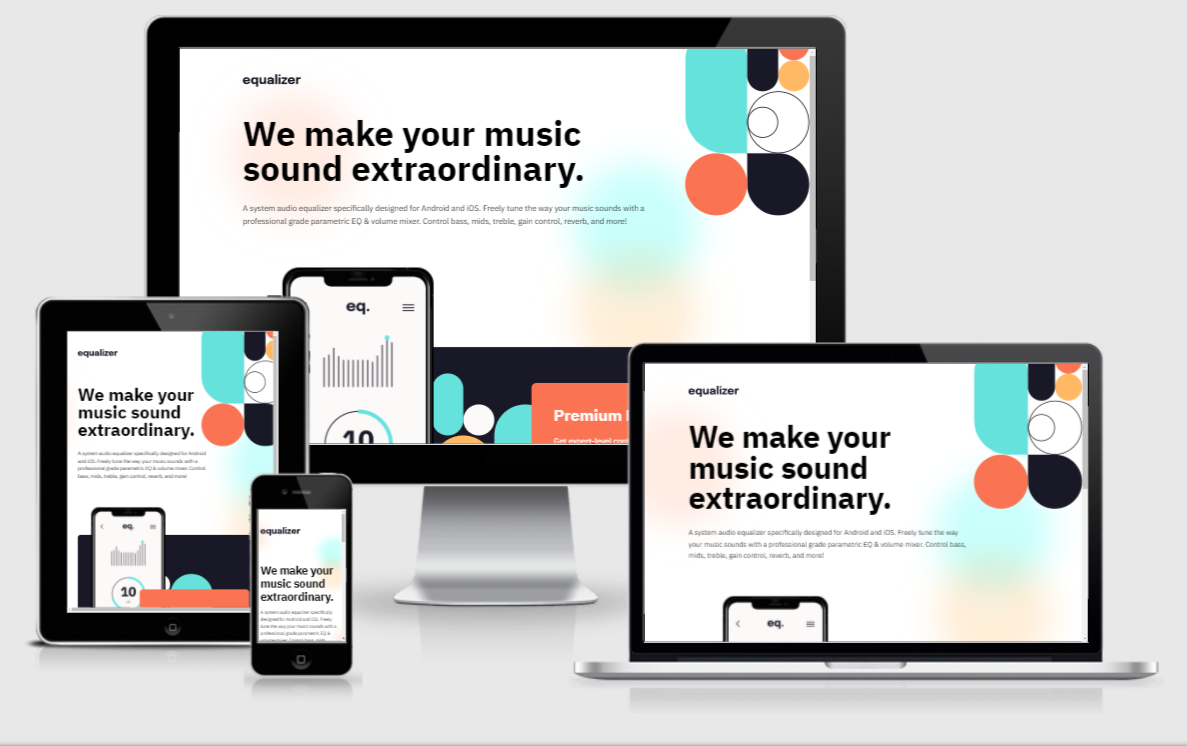 equalizer
We make your music
sound extraordinary.
A system audio equalizer specifically designed for Android and iOS. Freely tune the way your music sounds with a
professional grade parametric EQ & volume mixer. Control bass, mids, treble, gain control, reverb, and more!
eq.
10
Premium
Get expert-level
equalizer
We make your
music sound
extraordinary.
A system audio equalizer specifically designed for Android
and iOS. Freely tune the way your music sounds with a
professional grade parametric EQ & volume mixer. Control
bass, mids, treble, gain control, reverb, and more!
eq.
10
equalizer
We make your
music sound
extraordinary.
A system audio equalizer specifically
designed for Android and iOS. Freely
tune the way your music sounds with a
professional grade parametric EQ &
volume mixer. Control bass, mids
equalizer
We make your
music sound
extraordinary.
A system audio equalizer specifically designed for Android and iOS. Freely tune the way
your music sounds with a professional grade parametric EQ & volume mixer. Control bass,
mids, treble, gain control, reverb, and more!
eq.